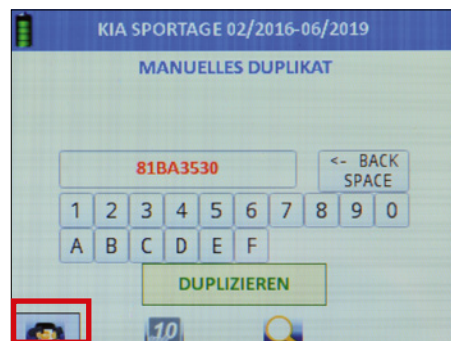 KIA SPORTAGE 02/2016-06/2019
MANUELLES DUPLIKAT
81BA3530
<- BACK
SPACE
1 2 3 4 5 6 7 8 9 0
A B C D E F
DUPLIZIEREN
10